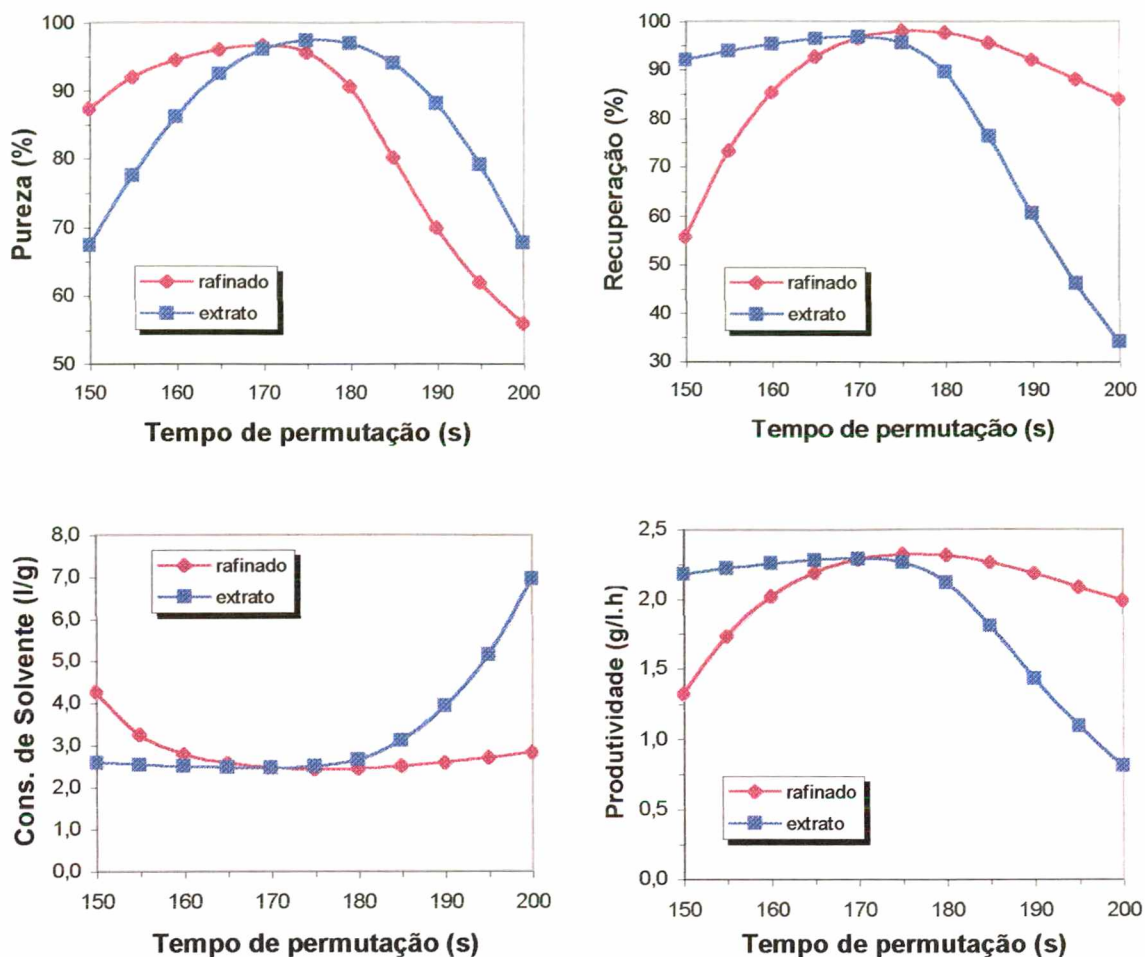 Pureza (%)
100
90
80
70
60
50
rafinado
extrato
150 160 170 180 190 200
Tempo de permutação (s)
Recuperação (%)
100
90
80
70
60
50
40
30
rafinado
extrato
150 160 170 180 190 200
Tempo de permutação (s)
Cons. de Solvente (l/g)
8,0
7,0
6,0
5,0
4,0
3,0
2,0
1,0
0,0
rafinado
extrato
150 160 170 180 190 200
Tempo de permutação (s)
Produtividade (g/l.h)
2,5
2,0
1,5
1,0
0,5
0,0
rafinado
extrato
150 160 170 180 190 200
Tempo de permutação (s)